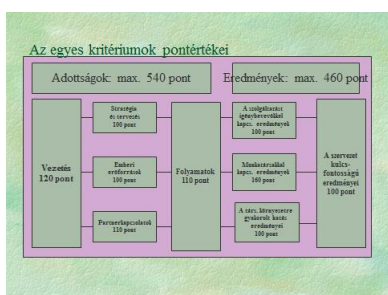 Az egyes kritériumok pontértékei
Adottságok: max. 540 pont
Eredmények: max. 460 pont
Vezetés
120 pont
Stratégia
és tervezés
100 pont
Emberi
erőforrások
100 pont
Partnerkapcsolatok
110 pont
Folyamatok
110 pont
A szolgáltatást
igénybevevőkkel
kapcs. eredmények
100 pont
Munkatársakkal
kapcs. eredmények
160 pont
A társ. környezetre
gyakorolt hatás
eredményei
100 pont
A szervezet
kulcs-
fontosságú
eredményei
100 pont